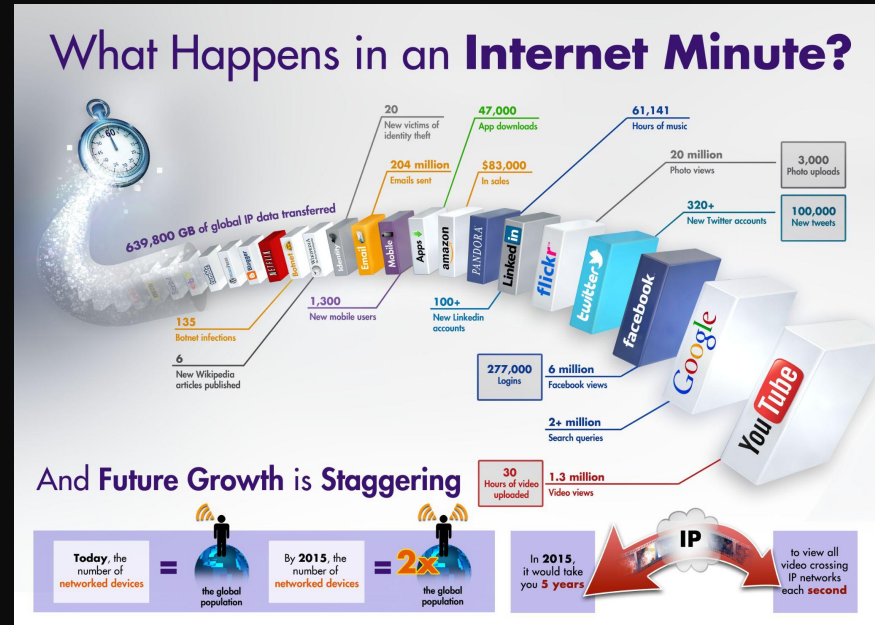 What Happens in an Internet Minute?
20
New victims of
identity theft
47,000
App downloads
61,141
Hours of music
204 million
Emails sent
$83,000
In sales
20 million
Photo views
3,000
Photo uploads
320+
New Twitter accounts
100,000
New tweets
639,800 GB of global IP data transferred
Blogger
NETFLIX
Botnet
WIKIPEDIA
Identity
Email
Mobile
Apps
amazon
PANDORA
Linked in
flickr
twitter
facebook
Google
You Tube
135
Botnet infections
6
New Wikipedia
articles published
1,300
New mobile users
100+
New Linkedin
accounts
277,000
Logins
6 million
Facebook views
2+ million
Search queries
30
Hours of video
uploaded
1.3 million
Video views
And Future Growth is Staggering
Today, the
number of
networked devices
=
the global
population
By 2015, the
number of
networked devices
=
2x
the global
population
In 2015,
it would take
you 5 years
IP
to view all
video crossing
IP networks
each second